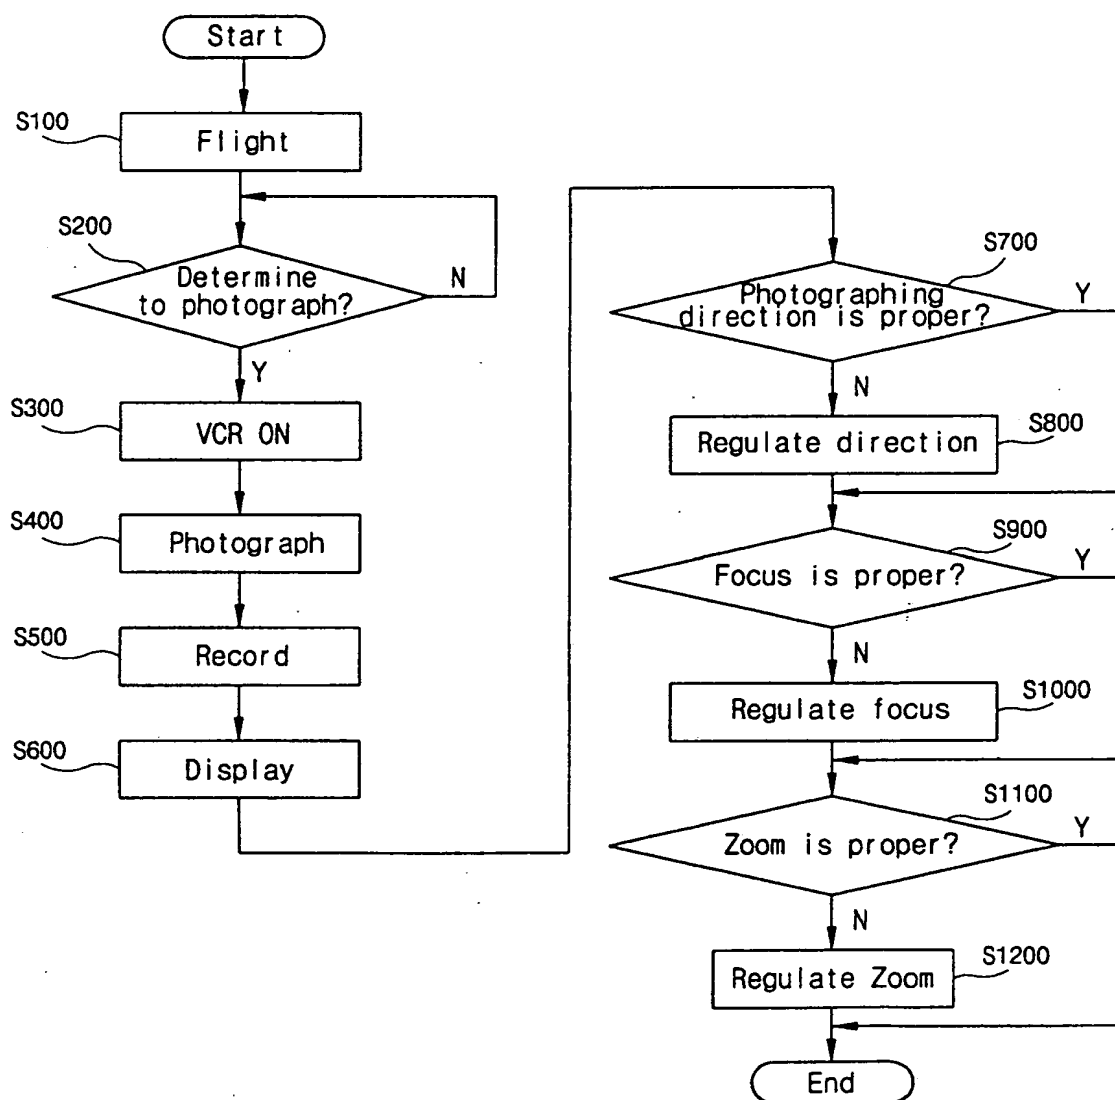 Start
S100
Flight
S200
Determine
to photograph?
N
Y
S300
VCR ON
S400
Photograph
S500
Record
S600
Display
S700
Photographing
direction is proper?
Y
N
S800
Regulate direction
S900
Focus is proper?
Y
N
S1000
Regulate focus
S1100
Zoom is proper?
Y
N
S1200
Regulate Zoom
End